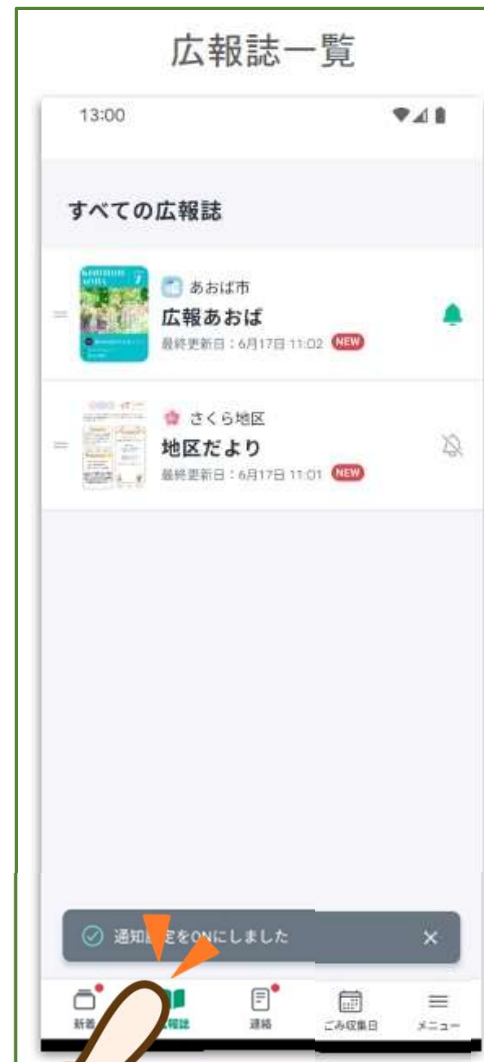 広報誌一覧
13:00
すべての広報誌
あおば市
広報あおば
最終更新日：6月17日 11:02 NEW
さくら地区
地区だより
最終更新日：6月17日 11:01 NEW
通知設定をONにしました
新着 広報誌 連絡 ごみ収集日 メニュー